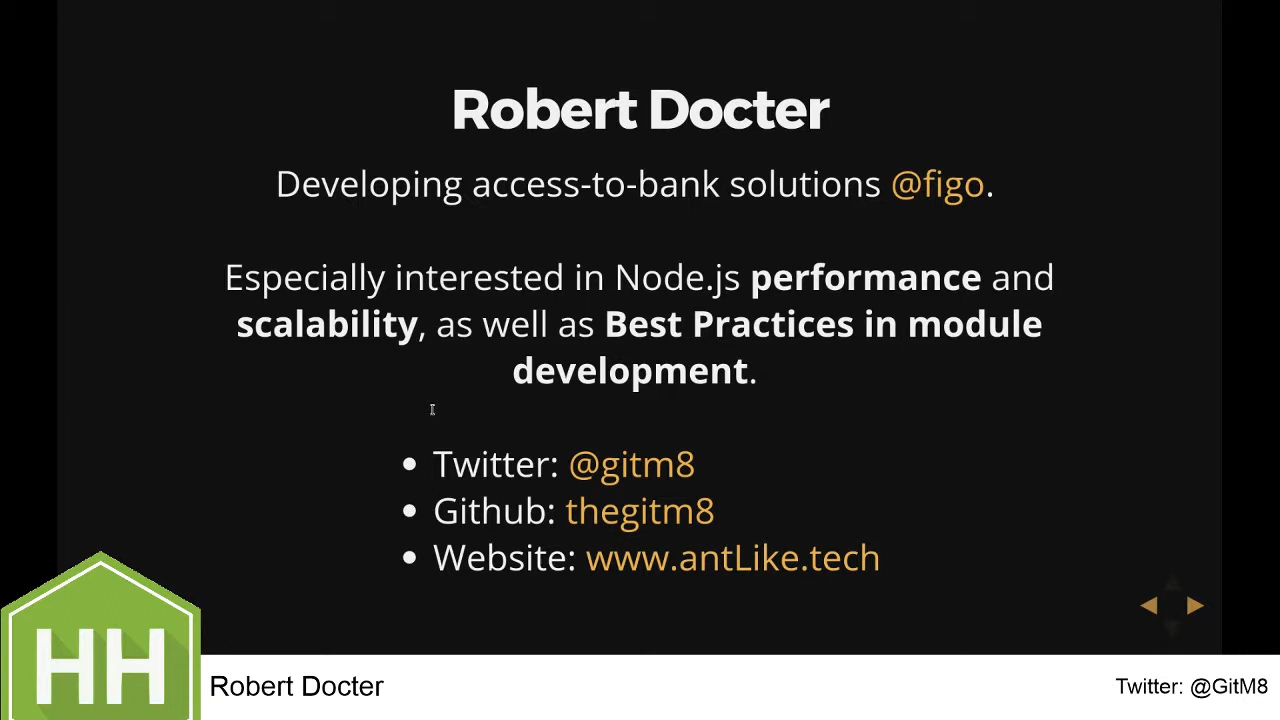 Robert Docter
Developing access-to-bank solutions @figo.
Especially interested in Node.js performance and
scalability, as well as Best Practices in module
development.
Twitter: @gitm8
Github: thegitm8
Website: www.antLike.tech
HH
Robert Docter
Twitter: @GitM8